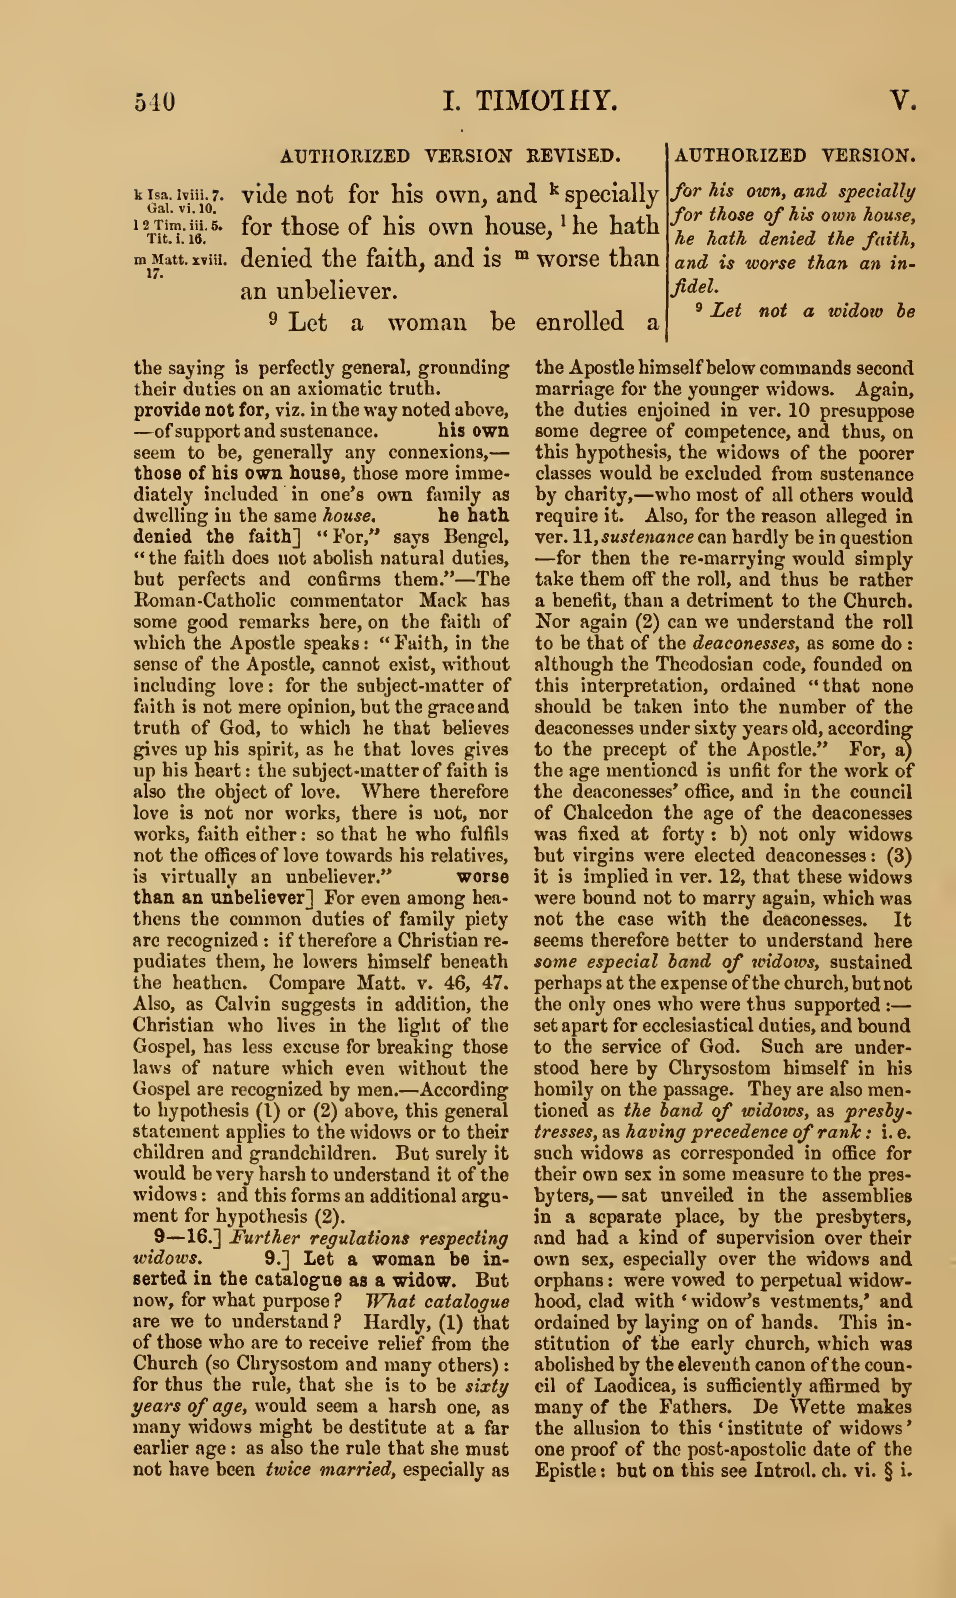 540
I. TIMOTHY.
V.
AUTHORIZED VERSION REVISED.
k Isa. lviii. 7.
Gal. vi. 10.
l 2 Tim. iii. 5.
Tit. i. 16.
m Matt. xviii.
17.
vide not for his own, and k specially
for those of his own house, l he hath
denied the faith, and is m worse than
an unbeliever.
9 Let a woman be enrolled a
AUTHORIZED VERSION.
for his own, and specially
for those of his own house,
he hath denied the faith,
and is worse than an in-
fidel.
9 Let not a widow be
the saying is perfectly general, grounding
their duties on an axiomatic truth.
provide not for, viz. in the way noted above,
—of support and sustenance. his own
seem to be, generally any connexions,—
those of his own house, those more imme-
diately included in one's own family as
dwelling in the same house. he hath
denied the faith] "For," says Bengel,
"the faith does not abolish natural duties,
but perfects and confirms them."—The
Roman-Catholic commentator Mack has
some good remarks here, on the faith of
which the Apostle speaks: "Faith, in the
sense of the Apostle, cannot exist, without
including love: for the subject-matter of
faith is not mere opinion, but the grace and
truth of God, to which he that believes
gives up his spirit, as he that loves gives
up his heart: the subject-matter of faith is
also the object of love. Where therefore
love is not nor works, there is not, nor
works, faith either: so that he who fulfils
not the offices of love towards his relatives,
is virtually an unbeliever." worse
than an unbeliever] For even among hea-
thens the common duties of family piety
are recognized: if therefore a Christian re-
pudiates them, he lowers himself beneath
the heathen. Compare Matt. v. 46, 47.
Also, as Calvin suggests in addition, the
Christian who lives in the light of the
Gospel, has less excuse for breaking those
laws of nature which even without the
Gospel are recognized by men.—According
to hypothesis (1) or (2) above, this general
statement applies to the widows or to their
children and grandchildren. But surely it
would be very harsh to understand it of the
widows: and this forms an additional argu-
ment for hypothesis (2).
9—16.] Further regulations respecting
widows. 9.] Let a woman be in-
serted in the catalogue as a widow. But
now, for what purpose? What catalogue
are we to understand? Hardly, (1) that
of those who are to receive relief from the
Church (so Chrysostom and many others):
for thus the rule, that she is to be sixty
years of age, would seem a harsh one, as
many widows might be destitute at a far
earlier age: as also the rule that she must
not have been twice married, especially as
the Apostle himself below commands second
marriage for the younger widows. Again,
the duties enjoined in ver. 10 presuppose
some degree of competence, and thus, on
this hypothesis, the widows of the poorer
classes would be excluded from sustenance
by charity,—who most of all others would
require it. Also, for the reason alleged in
ver. 11, sustenance can hardly be in question
—for then the re-marrying would simply
take them off the roll, and thus be rather
a benefit, than a detriment to the Church.
Nor again (2) can we understand the roll
to be that of the deaconesses, as some do:
although the Theodosian code, founded on
this interpretation, ordained "that none
should be taken into the number of the
deaconesses under sixty years old, according
to the precept of the Apostle." For, a)
the age mentioned is unfit for the work of
the deaconesses' office, and in the council
of Chalcedon the age of the deaconesses
was fixed at forty: b) not only widows
but virgins were elected deaconesses: (3)
it is implied in ver. 12, that these widows
were bound not to marry again, which was
not the case with the deaconesses. It
seems therefore better to understand here
some especial band of widows, sustained
perhaps at the expense of the church, but not
the only ones who were thus supported:—
set apart for ecclesiastical duties, and bound
to the service of God. Such are under-
stood here by Chrysostom himself in his
homily on the passage. They are also men-
tioned as the band of widows, as presby-
tresses, as having precedence of rank: i. e.
such widows as corresponded in office for
their own sex in some measure to the pres-
byters,—sat unveiled in the assemblies
in a separate place, by the presbyters,
and had a kind of supervision over their
own sex, especially over the widows and
orphans: were vowed to perpetual widow-
hood, clad with 'widow's vestments,' and
ordained by laying on of hands. This in-
stitution of the early church, which was
abolished by the eleventh canon of the coun-
cil of Laodicea, is sufficiently affirmed by
many of the Fathers. De Wette makes
the allusion to this 'institute of widows'
one proof of the post-apostolic date of the
Epistle: but on this see Introd. ch. vi. § i.